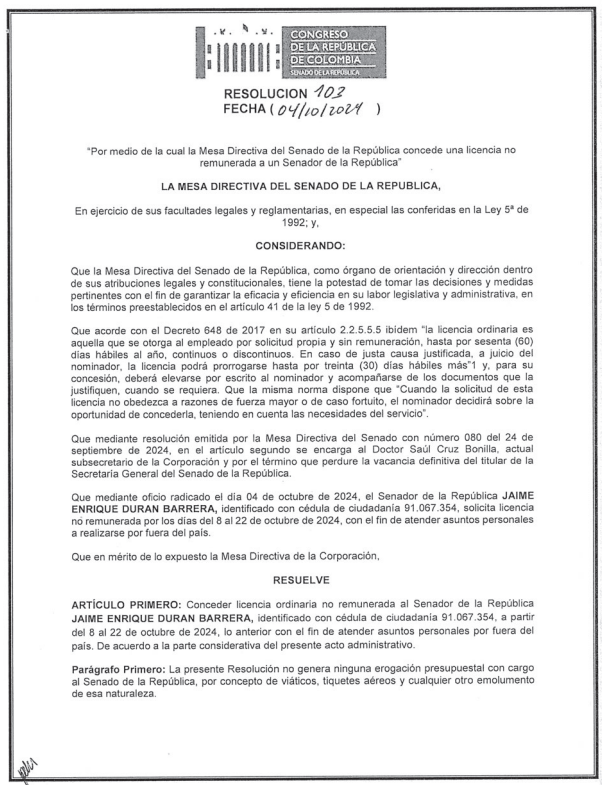 CONGRESO
DE LA REPÚBLICA
DE COLOMBIA
SENADO DE LA REPÚBLICA
RESOLUCION 103
FECHA ( 04/10/2024 )
"Por medio de la cual la Mesa Directiva del Senado de la República concede una licencia no
remunerada a un Senador de la República"
LA MESA DIRECTIVA DEL SENADO DE LA REPUBLICA,
En ejercicio de sus facultades legales y reglamentarias, en especial las conferidas en la Ley 5ª de
1992; y,
CONSIDERANDO:
Que la Mesa Directiva del Senado de la República, como órgano de orientación y dirección dentro
de sus atribuciones legales y constitucionales, tiene la potestad de tomar las decisiones y medidas
pertinentes con el fin de garantizar la eficacia y eficiencia en su labor legislativa y administrativa, en
los términos preestablecidos en el artículo 41 de la ley 5 de 1992.
Que acorde con el Decreto 648 de 2017 en su artículo 2.2.5.5.5 ibídem "la licencia ordinaria es
aquella que se otorga al empleado por solicitud propia y sin remuneración, hasta por sesenta (60)
días hábiles al año, continuos o discontinuos. En caso de justa causa justificada, a juicio del
nominador, la licencia podrá prorrogarse hasta por treinta (30) días hábiles más"1 y, para su
concesión, deberá elevarse por escrito al nominador y acompañarse de los documentos que la
justifiquen, cuando se requiera. Que la misma norma dispone que "Cuando la solicitud de esta
licencia no obedezca a razones de fuerza mayor o de caso fortuito, el nominador decidirá sobre la
oportunidad de concederla, teniendo en cuenta las necesidades del servicio".
Que mediante resolución emitida por la Mesa Directiva del Senado con número 080 del 24 de
septiembre de 2024, en el artículo segundo se encarga al Doctor Saúl Cruz Bonilla, actual
subsecretario de la Corporación y por el término que perdure la vacancia definitiva del titular de la
Secretaría General del Senado de la República.
Que mediante oficio radicado el día 04 de octubre de 2024, el Senador de la República JAIME
ENRIQUE DURAN BARRERA, identificado con cédula de ciudadanía 91.067.354, solicita licencia
no remunerada por los días del 8 al 22 de octubre de 2024, con el fin de atender asuntos personales
a realizarse por fuera del país.
Que en mérito de lo expuesto la Mesa Directiva de la Corporación,
RESUELVE
ARTÍCULO PRIMERO: Conceder licencia ordinaria no remunerada al Senador de la República
JAIME ENRIQUE DURAN BARRERA, identificado con cédula de ciudadanía 91.067.354, a partir
del 8 al 22 de octubre de 2024, lo anterior con el fin de atender asuntos personales por fuera del
país. De acuerdo a la parte considerativa del presente acto administrativo.
Parágrafo Primero: La presente Resolución no genera ninguna erogación presupuestal con cargo
al Senado de la República, por concepto de viáticos, tiquetes aéreos y cualquier otro emolumento
de esa naturaleza.